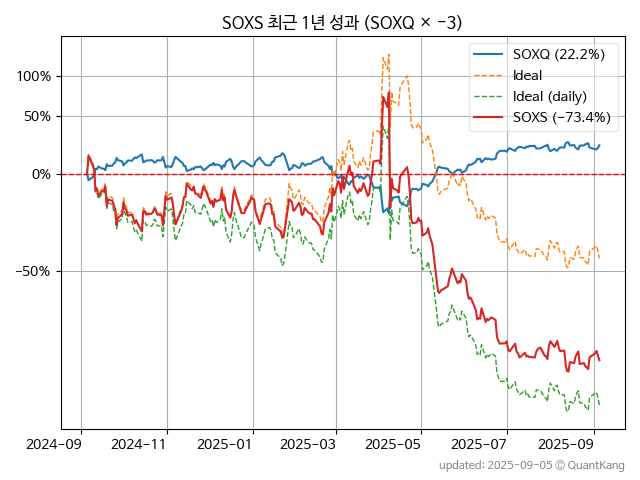 SOXS 최근 1년 성과 (SOXQ × −3)
SOXQ (22.2%)
Ideal
Ideal (daily)
SOXS (−73.4%)
100%
50%
0%
−50%
2024-09
2024-11
2025-01
2025-03
2025-05
2025-07
2025-09
updated: 2025-09-05 © QuantKang